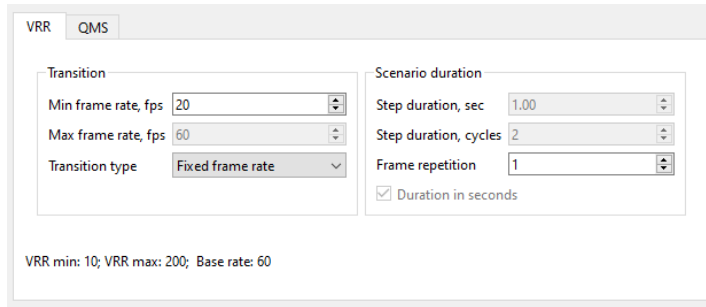 VRR QMS
Transition
Min frame rate, fps 20
Max frame rate, fps 60
Transition type Fixed frame rate
Scenario duration
Step duration, sec 1.00
Step duration, cycles 2
Frame repetition 1
Duration in seconds
VRR min: 10; VRR max: 200; Base rate: 60